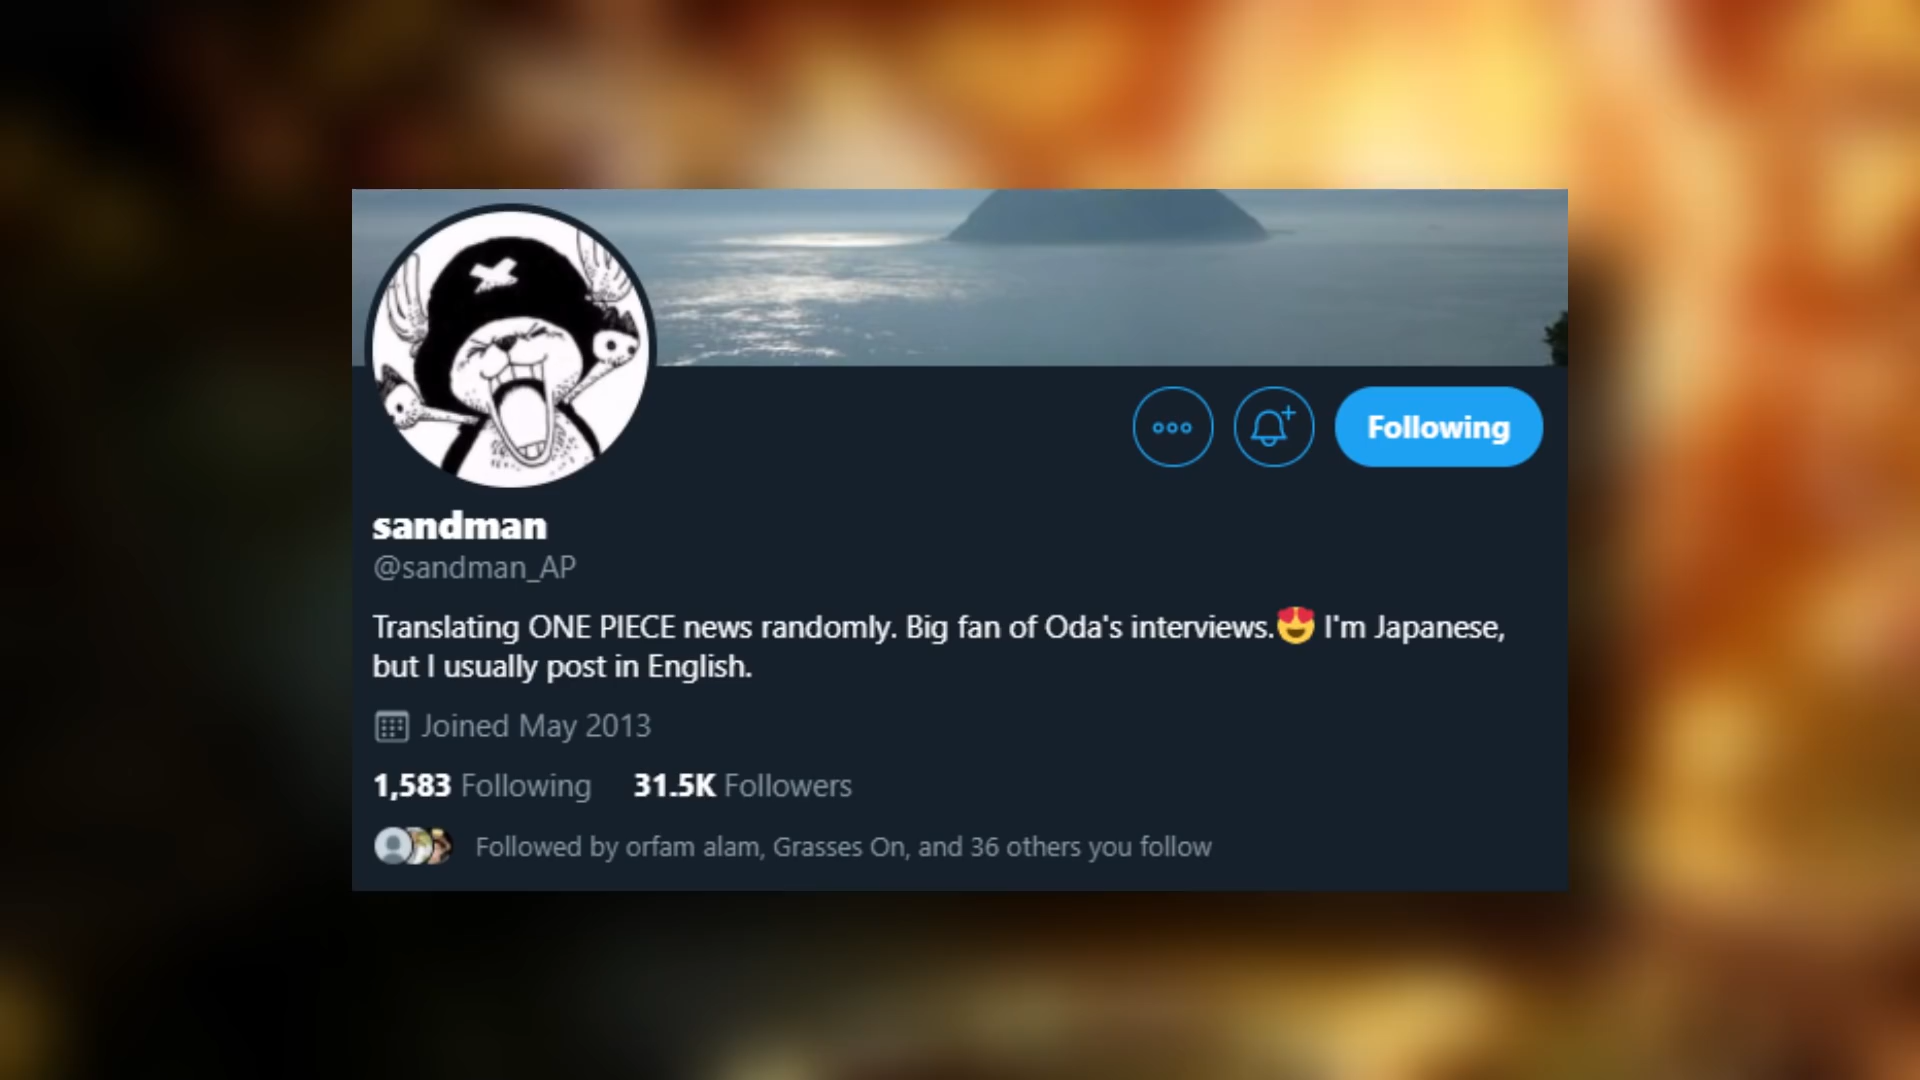 Following
sandman
@sandman_AP
Translating ONE PIECE news randomly. Big fan of Oda's interviews.😍 I'm Japanese,
but I usually post in English.
Joined May 2013
1,583 Following 31.5K Followers
Followed by orfam alam, Grasses On, and 36 others you follow